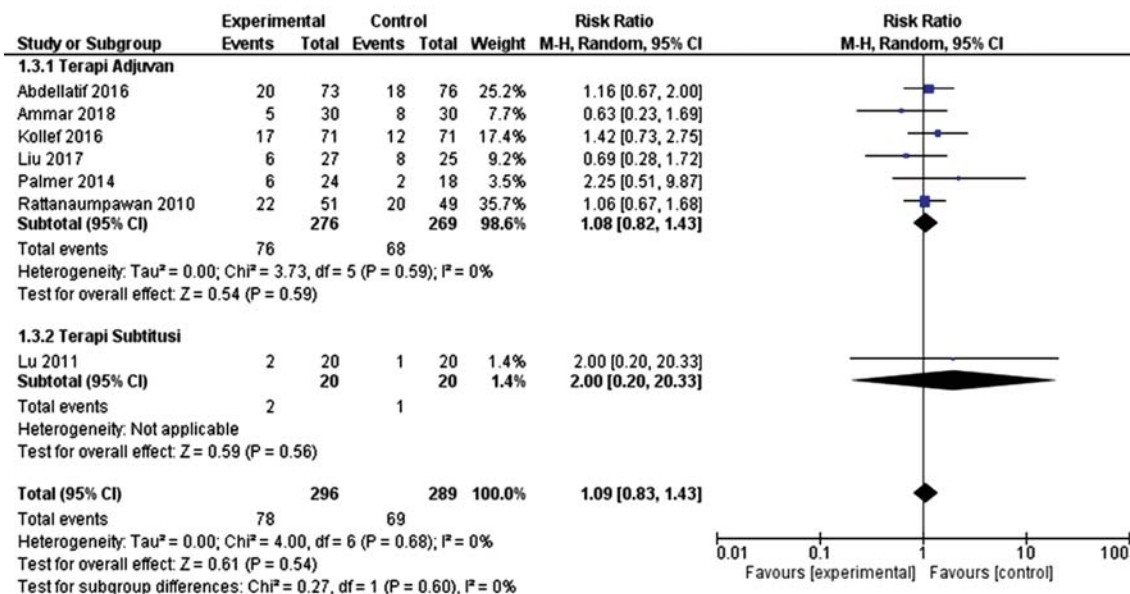 Experimental Control Risk Ratio Risk Ratio
Study or Subgroup Events Total Events Total Weight M-H, Random, 95% CI M-H, Random, 95% CI
1.3.1 Terapi Adjuvan
Abdellatif 2016 20 73 18 76 25.2% 1.16 [0.67, 2.00]
Ammar 2018 5 30 8 30 7.7% 0.63 [0.23, 1.69]
Kollef 2016 17 71 12 71 17.4% 1.42 [0.73, 2.75]
Liu 2017 6 27 8 25 9.2% 0.69 [0.28, 1.72]
Palmer 2014 6 24 2 18 3.5% 2.25 [0.51, 9.87]
Rattanaumpawan 2010 22 51 20 49 35.7% 1.06 [0.67, 1.68]
Subtotal (95% CI) 276 269 98.6% 1.08 [0.82, 1.43]
Total events 76 68
Heterogeneity: Tau² = 0.00; Chi² = 3.73, df = 5 (P = 0.59); I² = 0%
Test for overall effect: Z = 0.54 (P = 0.59)
1.3.2 Terapi Subtitusi
Lu 2011 2 20 1 20 1.4% 2.00 [0.20, 20.33]
Subtotal (95% CI) 20 20 1.4% 2.00 [0.20, 20.33]
Total events 2 1
Heterogeneity: Not applicable
Test for overall effect: Z = 0.59 (P = 0.56)
Total (95% CI) 296 289 100.0% 1.09 [0.83, 1.43]
Total events 78 69
Heterogeneity: Tau² = 0.00; Chi² = 4.00, df = 6 (P = 0.68); I² = 0%
Test for overall effect: Z = 0.61 (P = 0.54)
Test for subgroup differences: Chi² = 0.27, df = 1 (P = 0.60), I² = 0%
0.01 0.1 1 10 100
Favours [experimental] Favours [control]